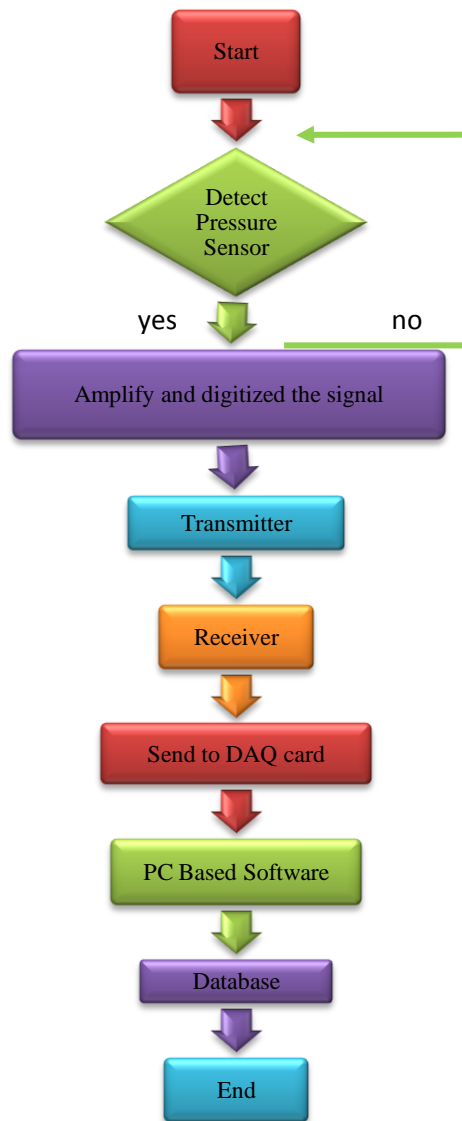 Start
Detect
Pressure
Sensor
yes
no
Amplify and digitized the signal
Transmitter
Receiver
Send to DAQ card
PC Based Software
Database
End